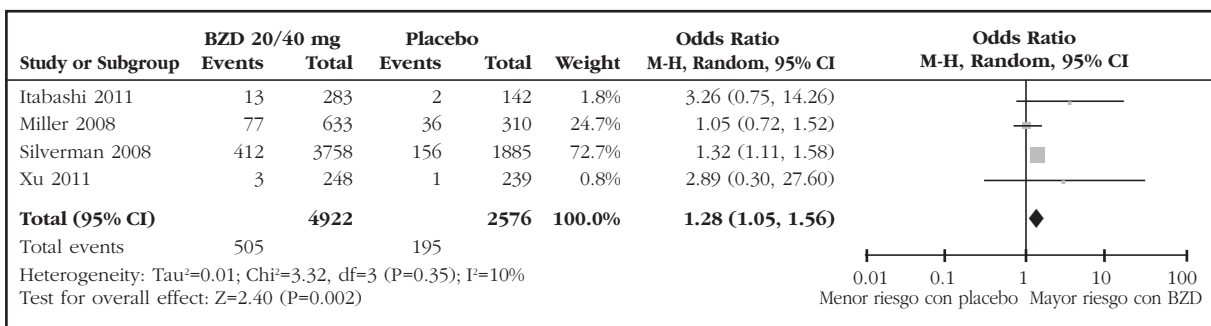 BZD 20/40 mg Placebo Odds Ratio Odds Ratio
Study or Subgroup Events Total Events Total Weight M-H, Random, 95% CI M-H, Random, 95% CI
Itabashi 2011 13 283 2 142 1.8% 3.26 (0.75, 14.26)
Miller 2008 77 633 36 310 24.7% 1.05 (0.72, 1.52)
Silverman 2008 412 3758 156 1885 72.7% 1.32 (1.11, 1.58)
Xu 2011 3 248 1 239 0.8% 2.89 (0.30, 27.60)
Total (95% CI) 4922 2576 100.0% 1.28 (1.05, 1.56)
Total events 505 195
Heterogeneity: Tau²=0.01; Chi²=3.32, df=3 (P=0.35); I²=10%
Test for overall effect: Z=2.40 (P=0.002)
0.01 0.1 1 10 100
Menor riesgo con placebo Mayor riesgo con BZD